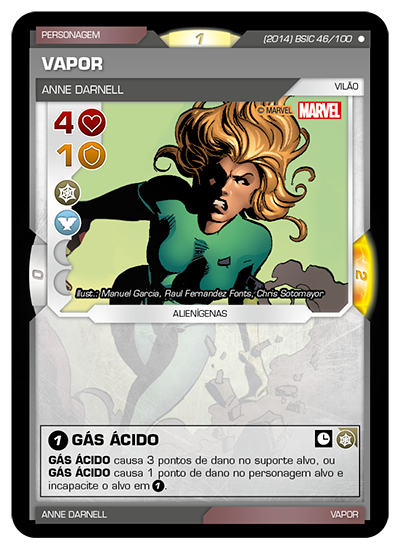 PERSONAGEM
1
(2014) BSIC 46/100 ●
VAPOR
ANNE DARNELL
VILÃO
4
© MARVEL MARVEL
1
0
2
Ilust.: Manuel Garcia, Raul Fernandez Fonts, Chris Sotomayor
ALIENÍGENAS
1 GÁS ÁCIDO
GÁS ÁCIDO causa 3 pontos de dano no suporte alvo, ou
GÁS ÁCIDO causa 1 ponto de dano no personagem alvo e
incapacite o alvo em 1.
ANNE DARNELL
VAPOR